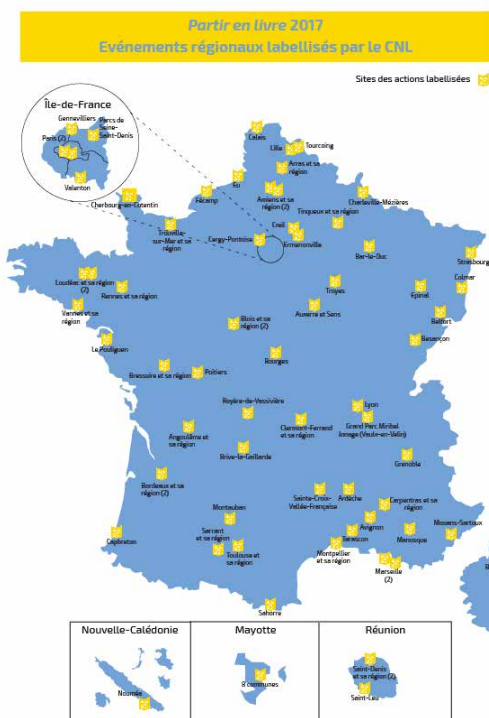 Partir en livre 2017
Evénements régionaux labellisés par le CNL
Sites des actions labellisées
Île-de-France
Gennevilliers
Parcs de
Seine-
Saint-Denis
Paris (2)
Valenton
Calais
Lille
Tourcoing
Arras et sa
région
Eu
Amiens et sa
région (2)
Charleville-Mézières
Cherbourg-en-Cotentin
Fécamp
Tinqueux et sa région
Trouville-
sur-Mer et sa
région
Creil
Cergy-Pontoise
Ermenonville
Bar-le-Duc
Strasbourg
Loudéac et sa région
(2)
Rennes et sa région
Troyes
Epinal
Colmar
Vannes et sa
région
Blois et sa
région (2)
Auxerre et Sens
Belfort
Le Pouliguen
Besançon
Bourges
Bressuire et sa région
Poitiers
Royère-de-Vassivière
Lyon
Clermont-Ferrand
et sa région
Grand Parc Miribel
Jonage (Vaulx-en-Velin)
Angoulême et sa
région
Brive-la-Gaillarde
Grenoble
Bordeaux et sa
région (2)
Sainte-Croix-
Vallée-Française
Ardèche
Carpentras et sa
région
Montauban
Sarrant
et sa région
Avignon
Mouans-Sartoux
Capbreton
Toulouse et
sa région
Tarascon
Manosque
Montpellier
et sa région
Marseille
(2)
Sahorre
Nouvelle-Calédonie
Mayotte
Réunion
Nouméa
8 communes
Saint-Denis
et sa région (2)
Saint-Leu